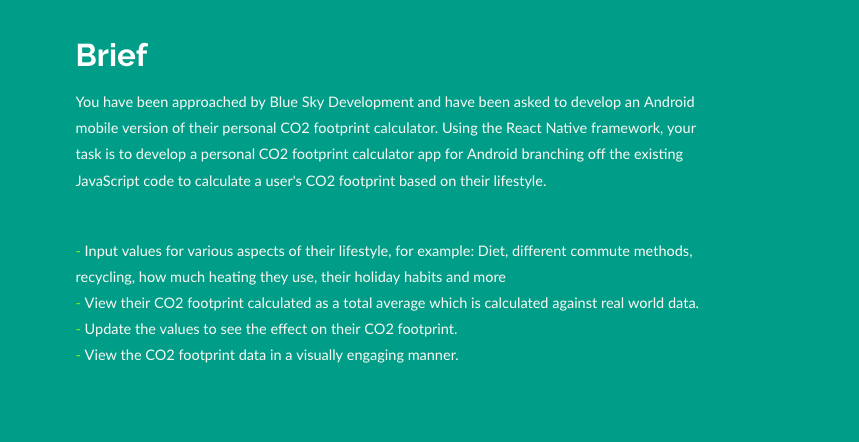 Brief
You have been approached by Blue Sky Development and have been asked to develop an Android
mobile version of their personal CO2 footprint calculator. Using the React Native framework, your
task is to develop a personal CO2 footprint calculator app for Android branching off the existing
JavaScript code to calculate a user's CO2 footprint based on their lifestyle.
- Input values for various aspects of their lifestyle, for example: Diet, different commute methods,
recycling, how much heating they use, their holiday habits and more
- View their CO2 footprint calculated as a total average which is calculated against real world data.
- Update the values to see the effect on their CO2 footprint.
- View the CO2 footprint data in a visually engaging manner.